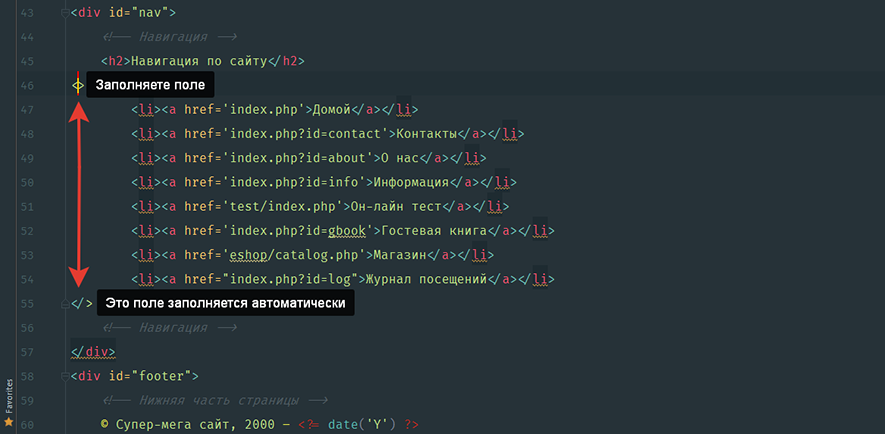 43 <div id="nav">
44 <!-- Навигация -->
45 <h2>Навигация по сайту</h2>
46 <> Заполняете поле
47 <li><a href='index.php'>Домой</a></li>
48 <li><a href='index.php?id=contact'>Контакты</a></li>
49 <li><a href='index.php?id=about'>О нас</a></li>
50 <li><a href='index.php?id=info'>Информация</a></li>
51 <li><a href='test/index.php'>Он-лайн тест</a></li>
52 <li><a href='index.php?id=gbook'>Гостевая книга</a></li>
53 <li><a href='eshop/catalog.php'>Магазин</a></li>
54 <li><a href="index.php?id=log">Журнал посещений</a></li>
55 </> Это поле заполняется автоматически
56 <!-- Навигация -->
57 </div>
58 <div id="footer">
59 <!-- Нижняя часть страницы -->
60 © Супер-мега сайт, 2000 – <?= date('Y') ?>
Favorites